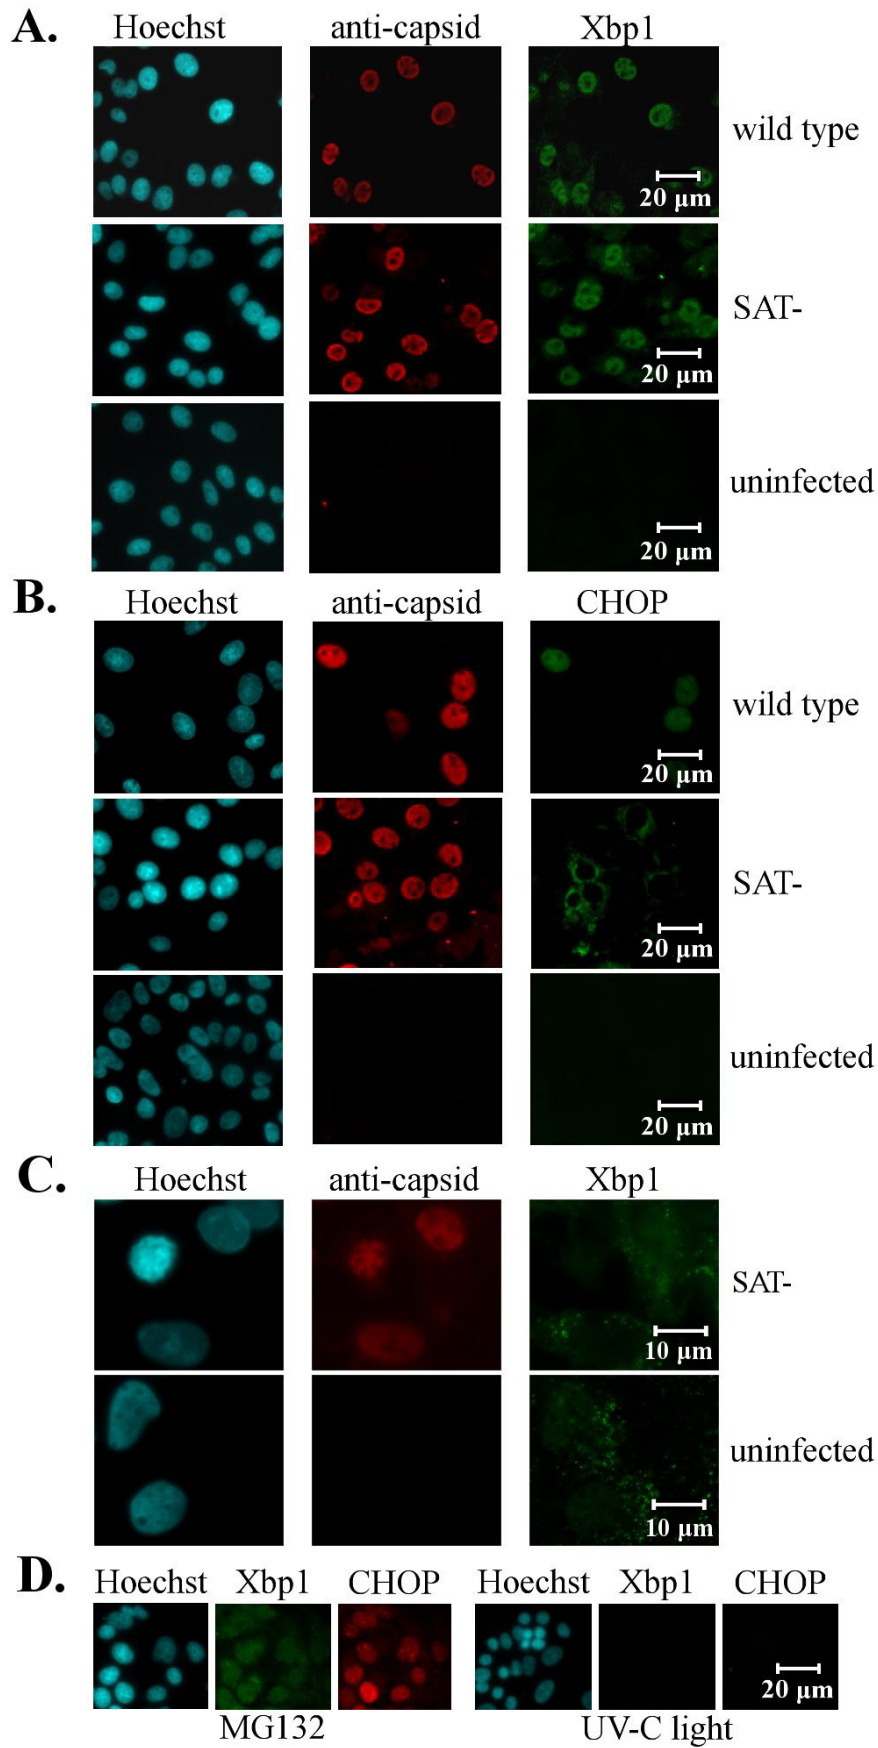 A.
Hoechst anti-capsid Xbp1
wild type
20 µm
SAT-
20 µm
uninfected
20 µm
B.
Hoechst anti-capsid CHOP
wild type
20 µm
SAT-
20 µm
uninfected
20 µm
C.
Hoechst anti-capsid Xbp1
SAT-
10 µm
uninfected
10 µm
D.
Hoechst Xbp1 CHOP Hoechst Xbp1 CHOP
20 µm
MG132 UV-C light